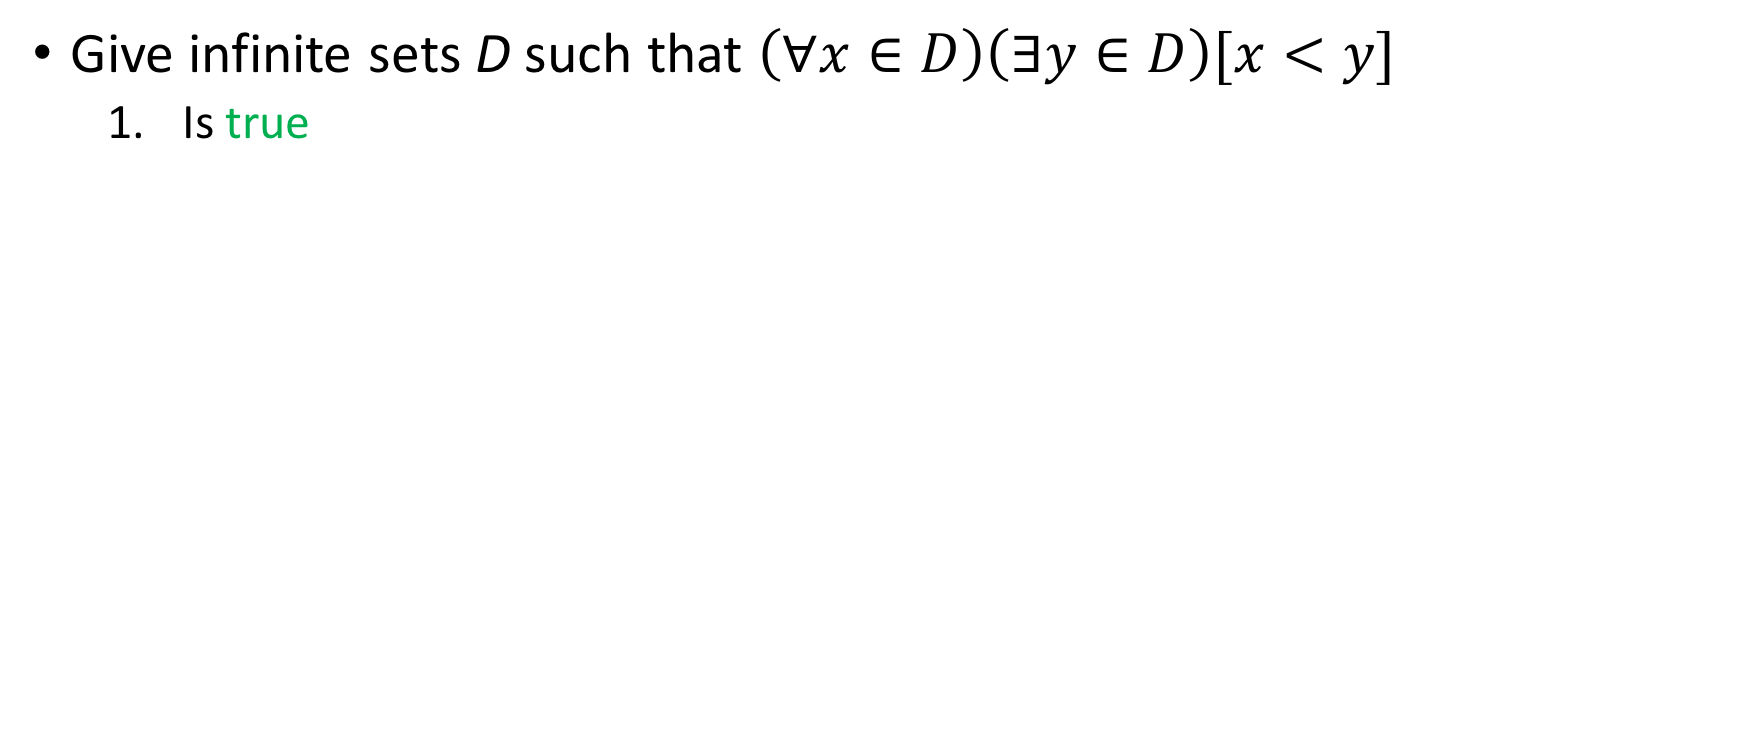 • Give infinite sets D such that (∀x ∈ D)(∃y ∈ D)[x < y]
1. Is true